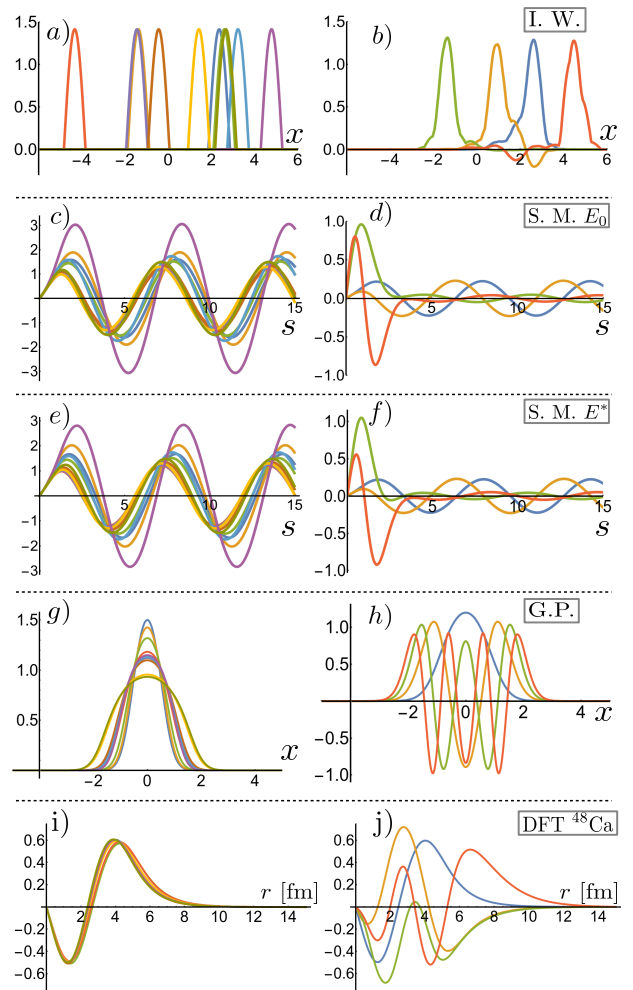 a) I. W. b)
1.5 1.5
1.0 1.0
0.5 0.5
0.0 x 0.0 x
−4 −2 0 2 4 6 −4 −2 0 2 4 6
c) d) S. M. E0
3 1.0
2 0.5
1 0.0
5 10 15 5 10 15
−1 s −0.5 s
−2 −1.0
−3
e) f) S. M. E*
3 1.0
2 0.5
1 0.0
5 10 15 5 10 15
−1 s −0.5 s
−2 −1.0
−3
g) h) G.P.
1.5 1.0
1.0 0.5
0.5 −2 0 2 4 x
x −0.5
−2 0 2 4 −1.0
i) j) DFT 48Ca
0.6 0.6
0.4 0.4
0.2 r [fm] 0.2 r [fm]
0 2 4 6 8 10 12 14 0 2 4 6 8 10 12 14
−0.2 −0.2
−0.4 −0.4
−0.6 −0.6